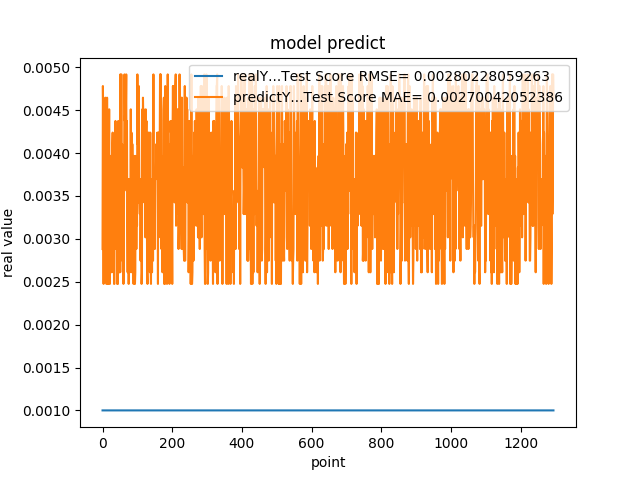 model predict
realY...Test Score RMSE= 0.00280228059263
predictY...Test Score MAE= 0.00270042052386
real value
0.0050
0.0045
0.0040
0.0035
0.0030
0.0025
0.0020
0.0015
0.0010
0 200 400 600 800 1000 1200
point